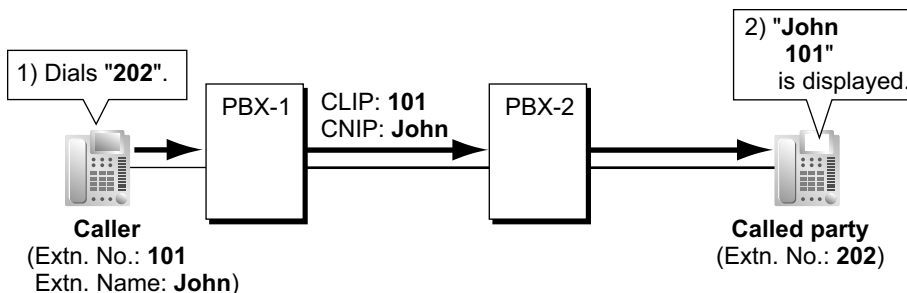 1) Dials "202".
PBX-1
CLIP: 101
CNIP: John
PBX-2
2) "John
101"
is displayed.
Caller
(Extn. No.: 101
Extn. Name: John)
Called party
(Extn. No.: 202)